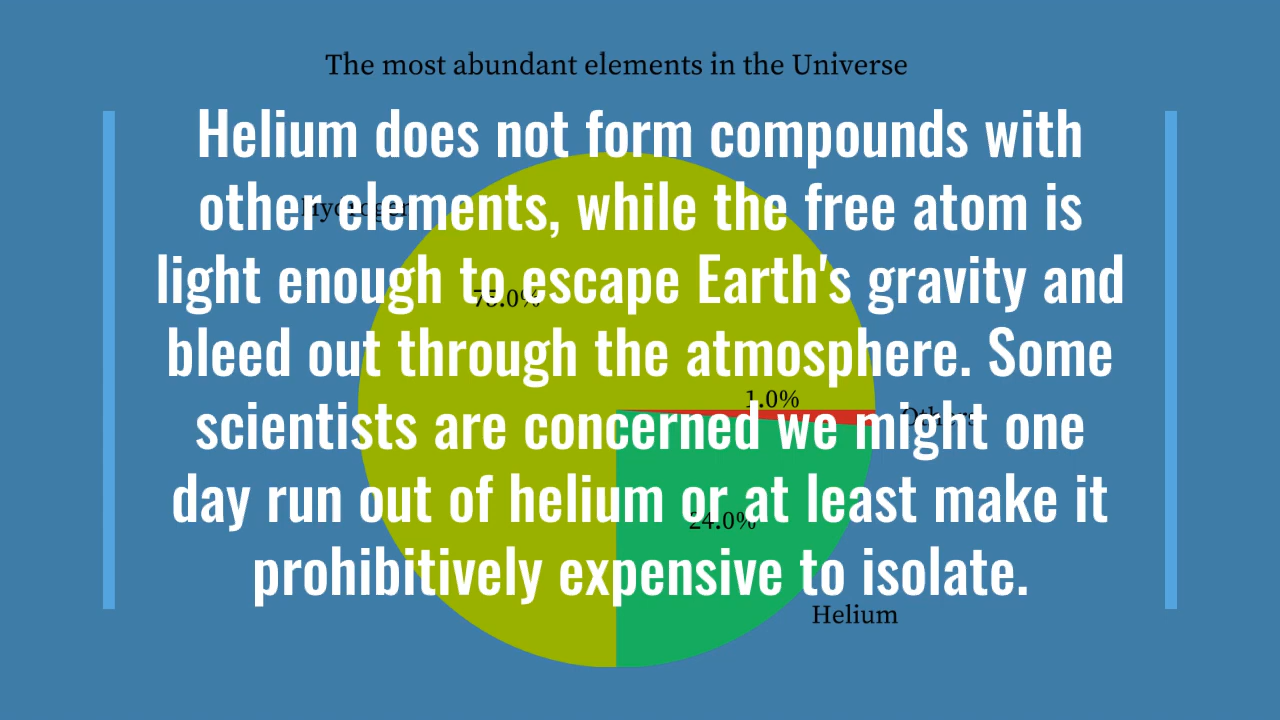 The most abundant elements in the Universe
Helium does not form compounds with
other elements, while the free atom is
Hydrogen
light enough to escape Earth's gravity and
bleed out through the atmosphere. Some
1.0%
scientists are concerned we might one
Others
day run out of helium or at least make it
24.0%
prohibitively expensive to isolate.
Helium